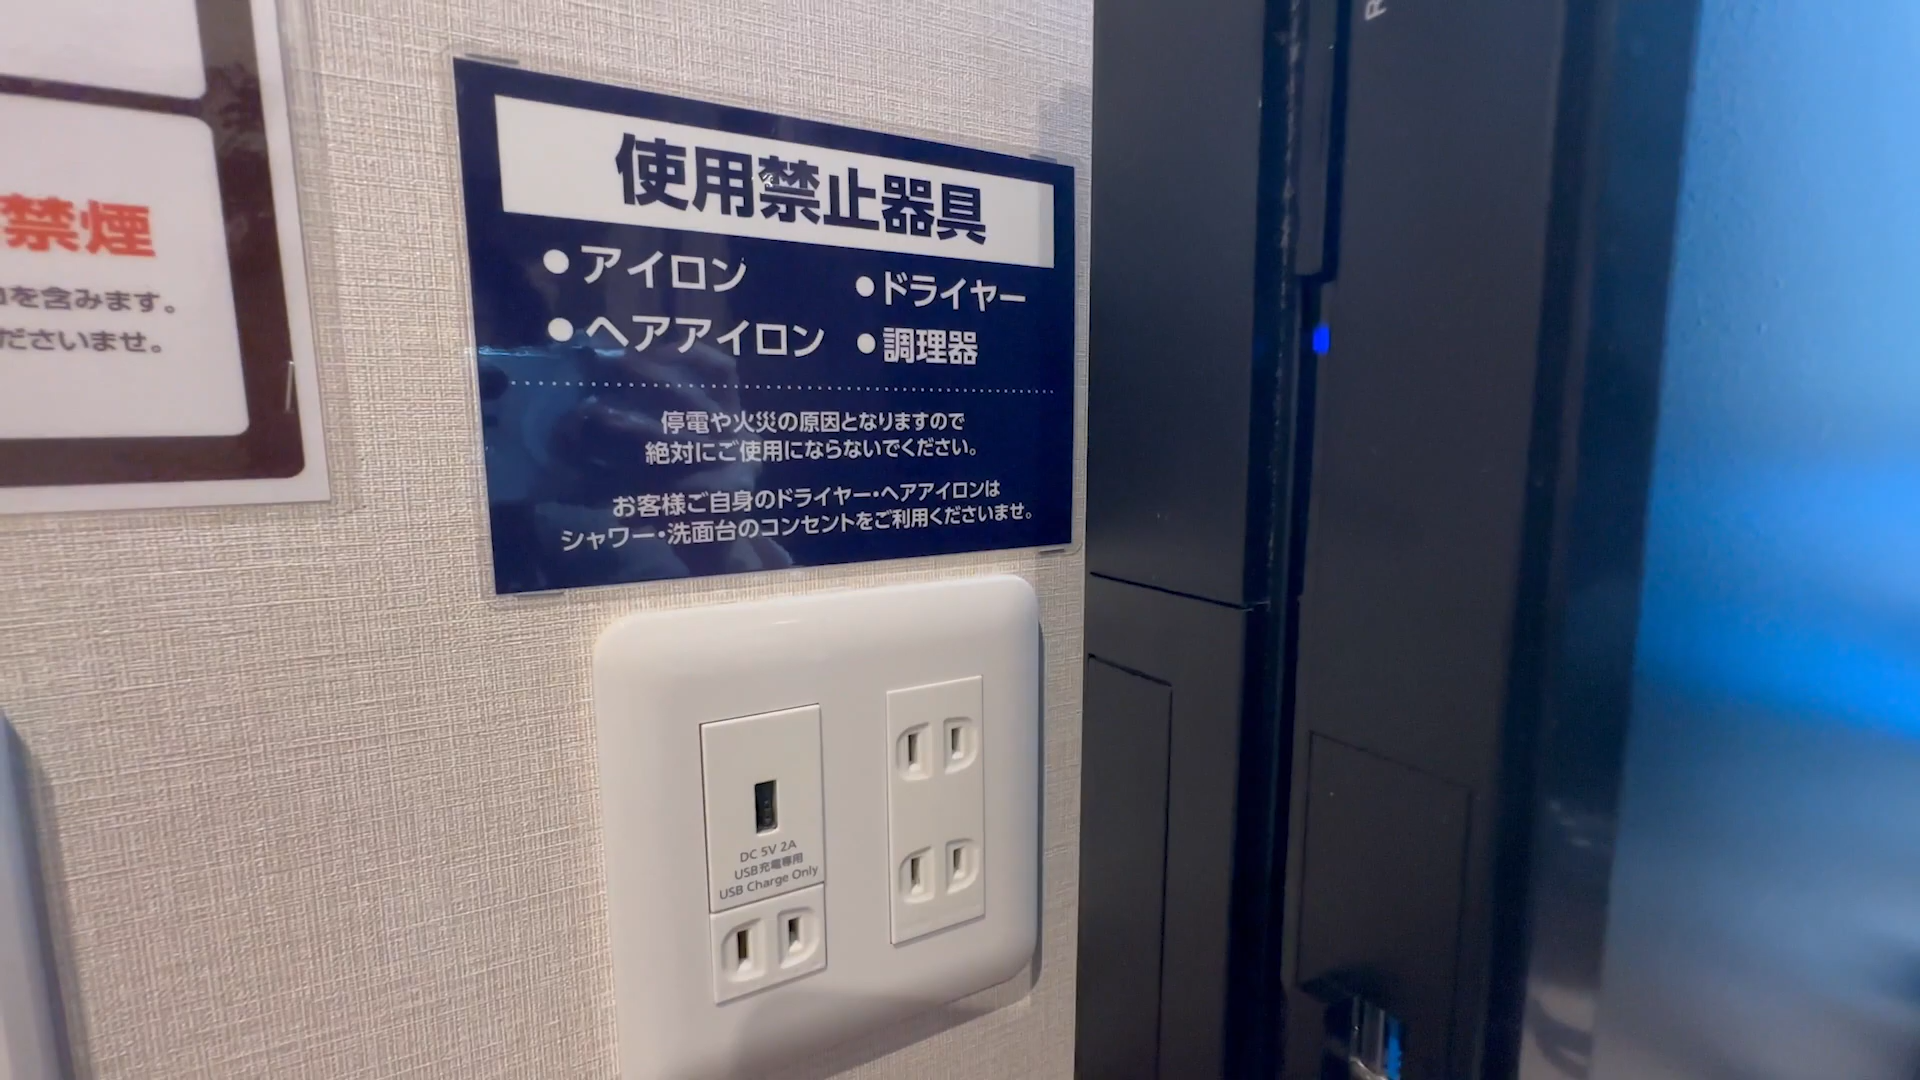 禁煙
を含みます。
ださいませ。
使用禁止器具
●アイロン ●ドライヤー
●ヘアアイロン ●調理器
停電や火災の原因となりますので
絶対にご使用にならないでください。
お客様ご自身のドライヤー・ヘアアイロンは
シャワー・洗面台のコンセントをご利用くださいませ。
DC 5V 2A
USB充電専用
USB Charge Only
R